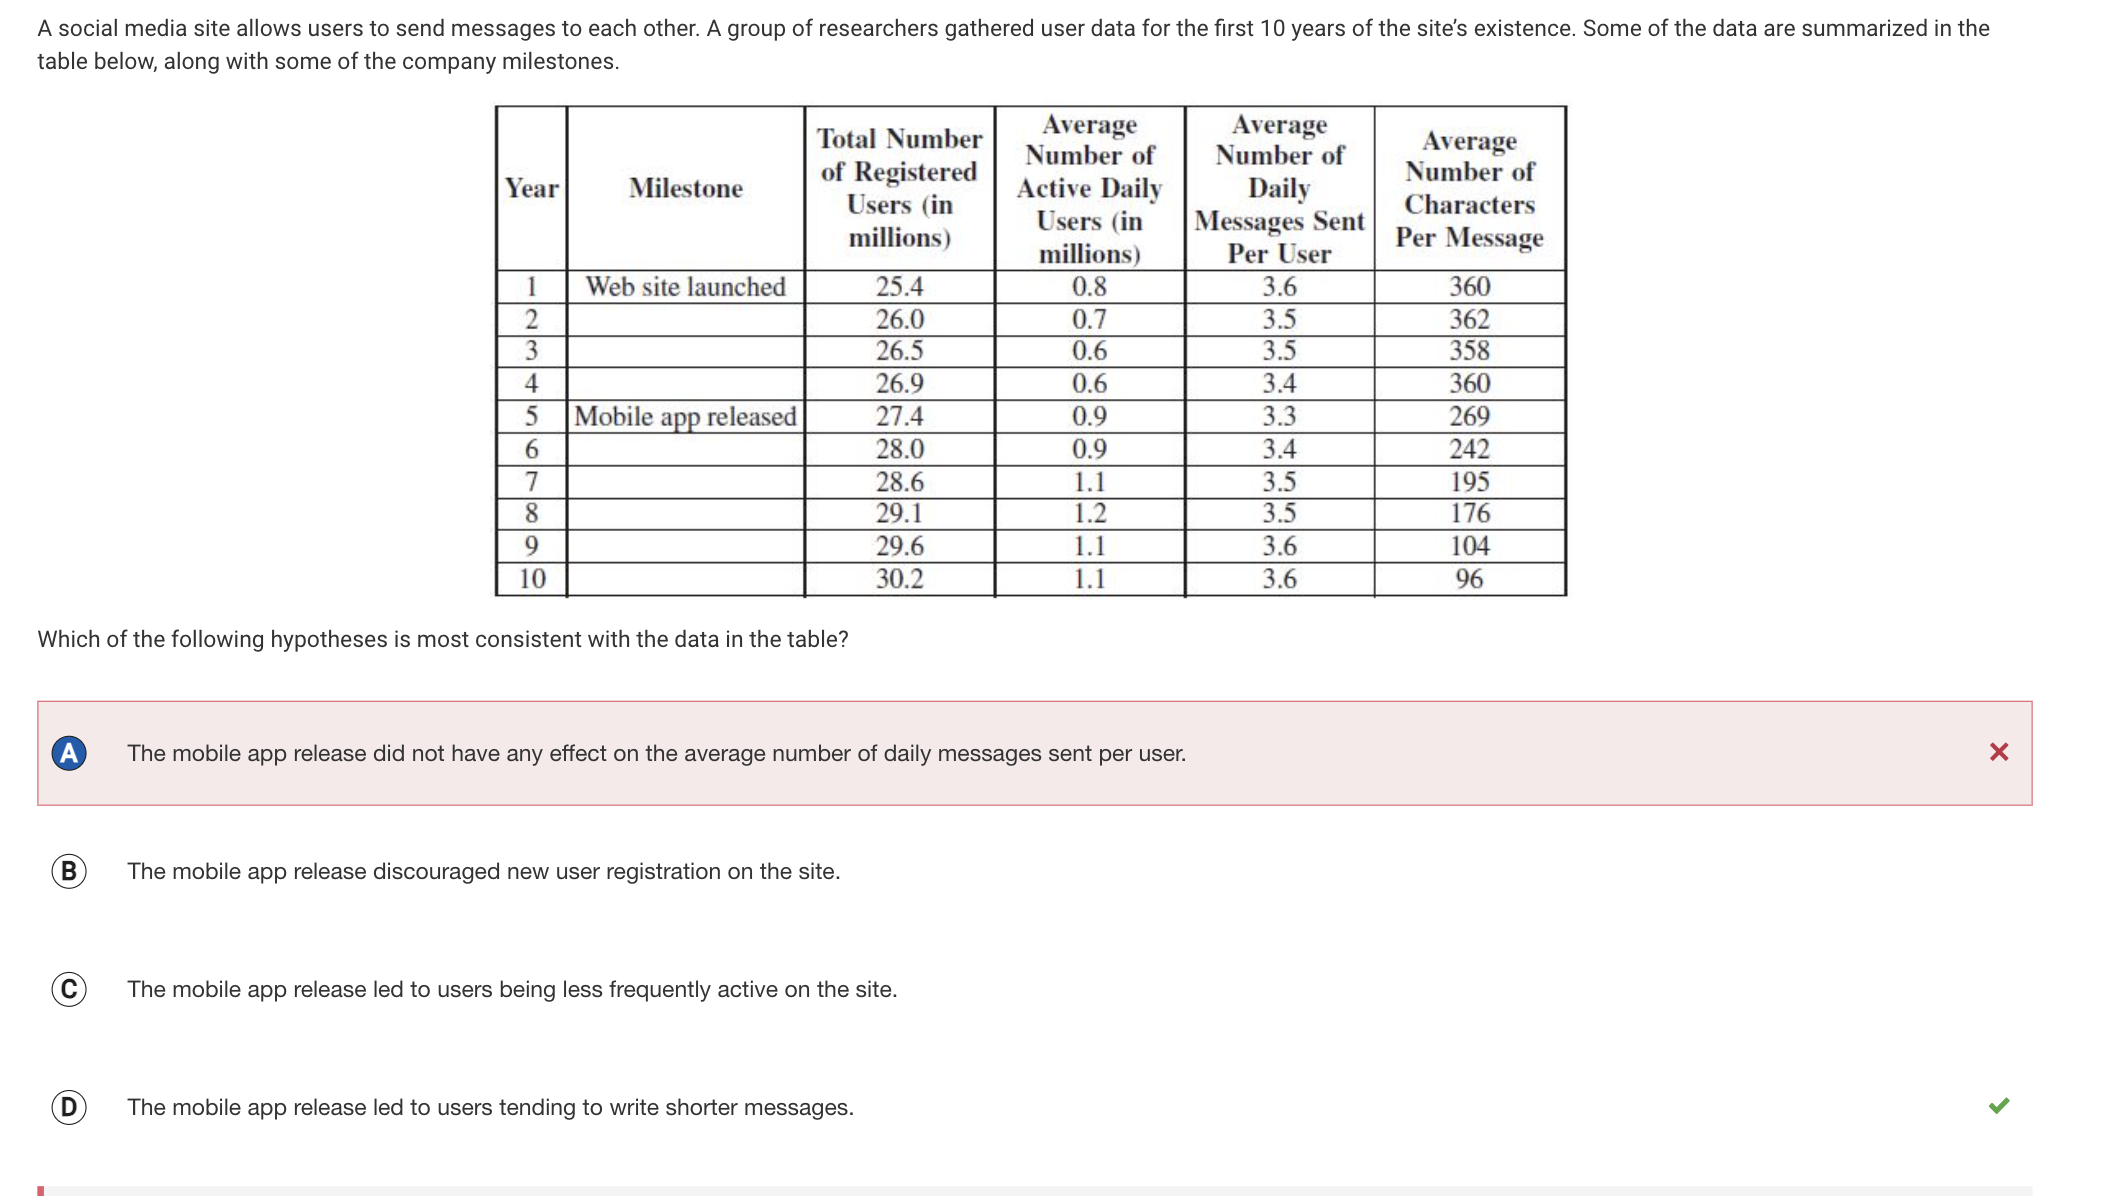 A social media site allows users to send messages to each other. A group of researchers gathered user data for the first 10 years of the site's existence. Some of the data are summarized in the
table below, along with some of the company milestones.
Year Milestone Total Number of Registered Users (in millions) Average Number of Active Daily Users (in millions) Average Number of Daily Messages Sent Per User Average Number of Characters Per Message
1 Web site launched 25.4 0.8 3.6 360
2 26.0 0.7 3.5 362
3 26.5 0.6 3.5 358
4 26.9 0.6 3.4 360
5 Mobile app released 27.4 0.9 3.3 269
6 28.0 0.9 3.4 242
7 28.6 1.1 3.5 195
8 29.1 1.2 3.5 176
9 29.6 1.1 3.6 104
10 30.2 1.1 3.6 96
Which of the following hypotheses is most consistent with the data in the table?
A The mobile app release did not have any effect on the average number of daily messages sent per user.
B The mobile app release discouraged new user registration on the site.
C The mobile app release led to users being less frequently active on the site.
D The mobile app release led to users tending to write shorter messages.